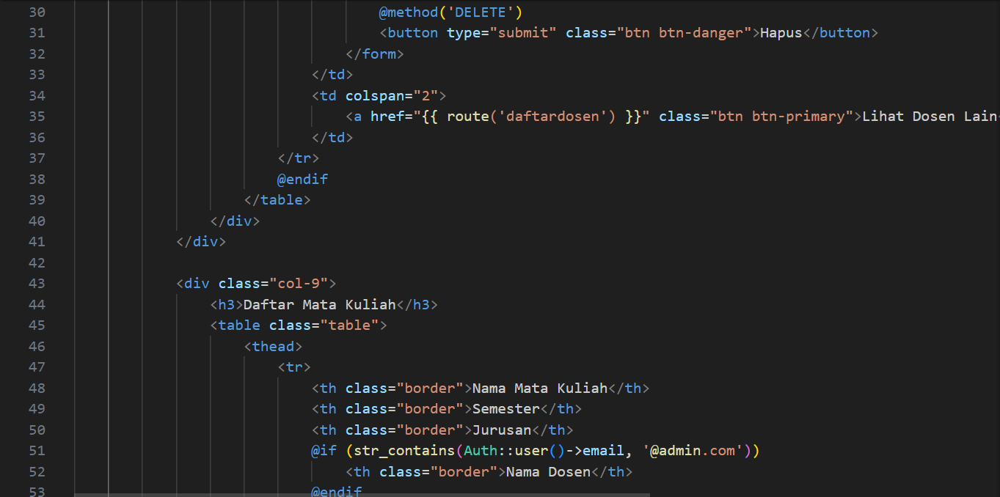 30 @method('DELETE')
31 <button type="submit" class="btn btn-danger">Hapus</button>
32 </form>
33 </td>
34 <td colspan="2">
35 <a href="{{ route('daftardosen') }}" class="btn btn-primary">Lihat Dosen Lain
36 </td>
37 </tr>
38 @endif
39 </table>
40 </div>
41 </div>
42
43 <div class="col-9">
44 <h3>Daftar Mata Kuliah</h3>
45 <table class="table">
46 <thead>
47 <tr>
48 <th class="border">Nama Mata Kuliah</th>
49 <th class="border">Semester</th>
50 <th class="border">Jurusan</th>
51 @if (str_contains(Auth::user()->email, '@admin.com'))
52 <th class="border">Nama Dosen</th>
53 @endif